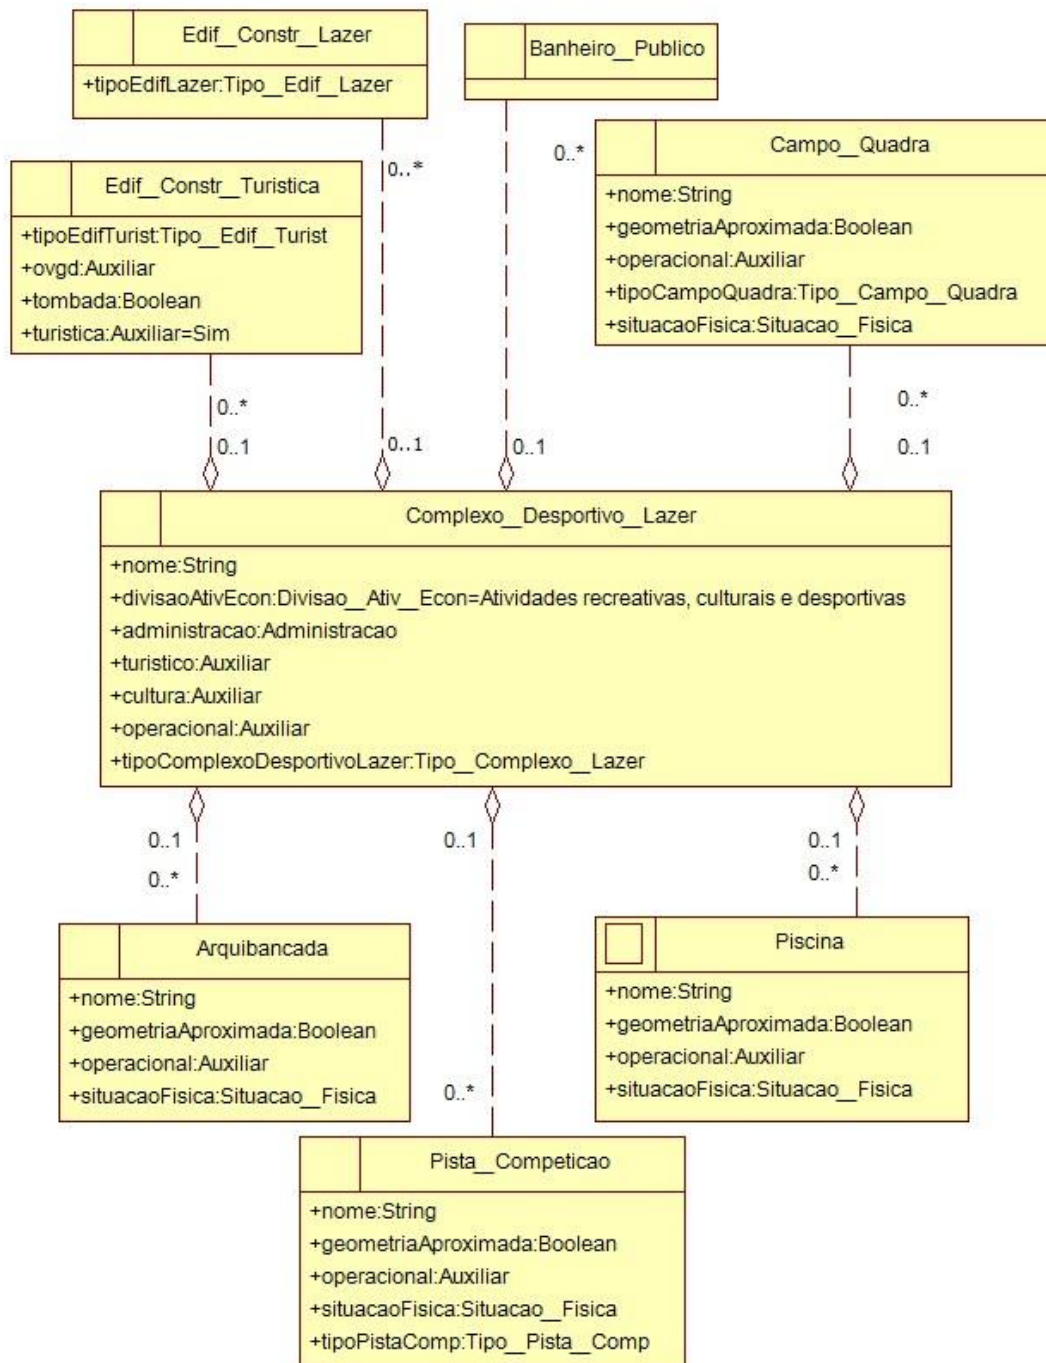 Edif__Constr__Lazer
+tipoEdifLazer:Tipo__Edif__Lazer
Banheiro__Publico
Campo__Quadra
+nome:String
+geometriaAproximada:Boolean
+operacional:Auxiliar
+tipoCampoQuadra:Tipo__Campo__Quadra
+situacaoFisica:Situacao__Fisica
Edif__Constr__Turistica
+tipoEdifTurist:Tipo__Edif__Turist
+ovgd:Auxiliar
+tombada:Boolean
+turistica:Auxiliar=Sim
0..*
0..*
0..*
0..*
0..1
0..1
0..1
0..1
Complexo__Desportivo__Lazer
+nome:String
+divisaoAtivEcon:Divisao__Ativ__Econ=Atividades recreativas, culturais e desportivas
+administracao:Administracao
+turistico:Auxiliar
+cultura:Auxiliar
+operacional:Auxiliar
+tipoComplexoDesportivoLazer:Tipo__Complexo__Lazer
0..1
0..1
0..1
0..*
0..*
Arquibancada
+nome:String
+geometriaAproximada:Boolean
+operacional:Auxiliar
+situacaoFisica:Situacao__Fisica
Piscina
+nome:String
+geometriaAproximada:Boolean
+operacional:Auxiliar
+situacaoFisica:Situacao__Fisica
0..*
Pista__Competicao
+nome:String
+geometriaAproximada:Boolean
+operacional:Auxiliar
+situacaoFisica:Situacao__Fisica
+tipoPistaComp:Tipo__Pista__Comp